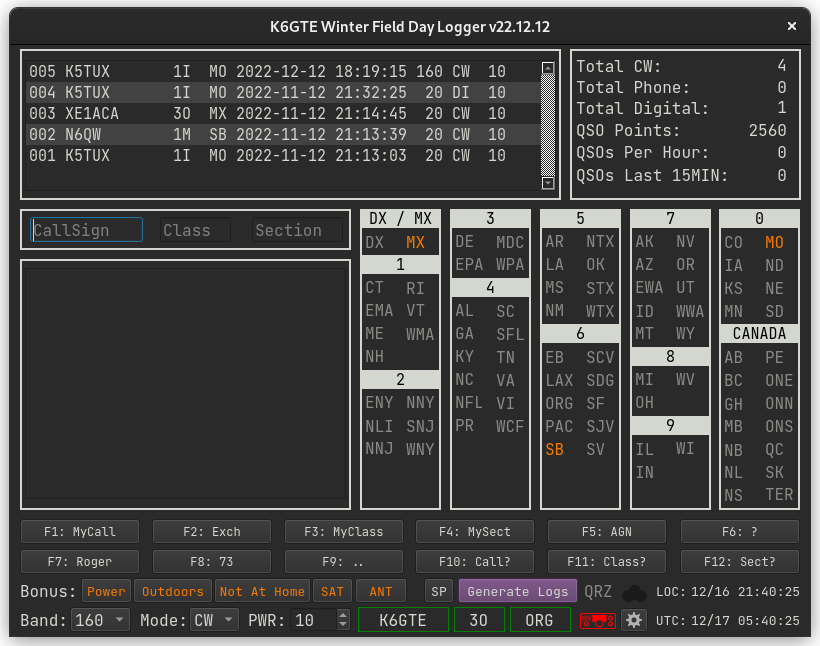 K6GTE Winter Field Day Logger v22.12.12 ×
005 K5TUX 1I MO 2022-12-12 18:19:15 160 CW 10
004 K5TUX 1I MO 2022-11-12 21:32:25 20 DI 10
003 XE1ACA 3O MX 2022-11-12 21:14:45 20 CW 10
002 N6QW 1M SB 2022-11-12 21:13:39 20 CW 10
001 K5TUX 1I MO 2022-11-12 21:13:03 20 CW 10
Total CW: 4
Total Phone: 0
Total Digital: 1
QSO Points: 2560
QSOs Per Hour: 0
QSOs Last 15MIN: 0
CallSign Class Section
DX / MX
DX MX
1
CT RI
EMA VT
ME WMA
NH
2
ENY NNY
NLI SNJ
NNJ WNY
3
DE MDC
EPA WPA
4
AL SC
GA SFL
KY TN
NC VA
NFL VI
PR WCF
5
AR NTX
LA OK
MS STX
NM WTX
6
EB SCV
LAX SDG
ORG SF
PAC SJV
SB SV
7
AK NV
AZ OR
EWA UT
ID WWA
MT WY
8
MI WV
OH
9
IL WI
IN
0
CO MO
IA ND
KS NE
MN SD
CANADA
AB PE
BC ONE
GH ONN
MB ONS
NB QC
NL SK
NS TER
F1: MyCall F2: Exch F3: MyClass F4: MySect F5: AGN F6: ?
F7: Roger F8: 73 F9: .. F10: Call? F11: Class? F12: Sect?
Bonus: Power Outdoors Not At Home SAT ANT SP Generate Logs QRZ LOC: 12/16 21:40:25
Band: 160 Mode: CW PWR: 10 K6GTE 3O ORG UTC: 12/17 05:40:25